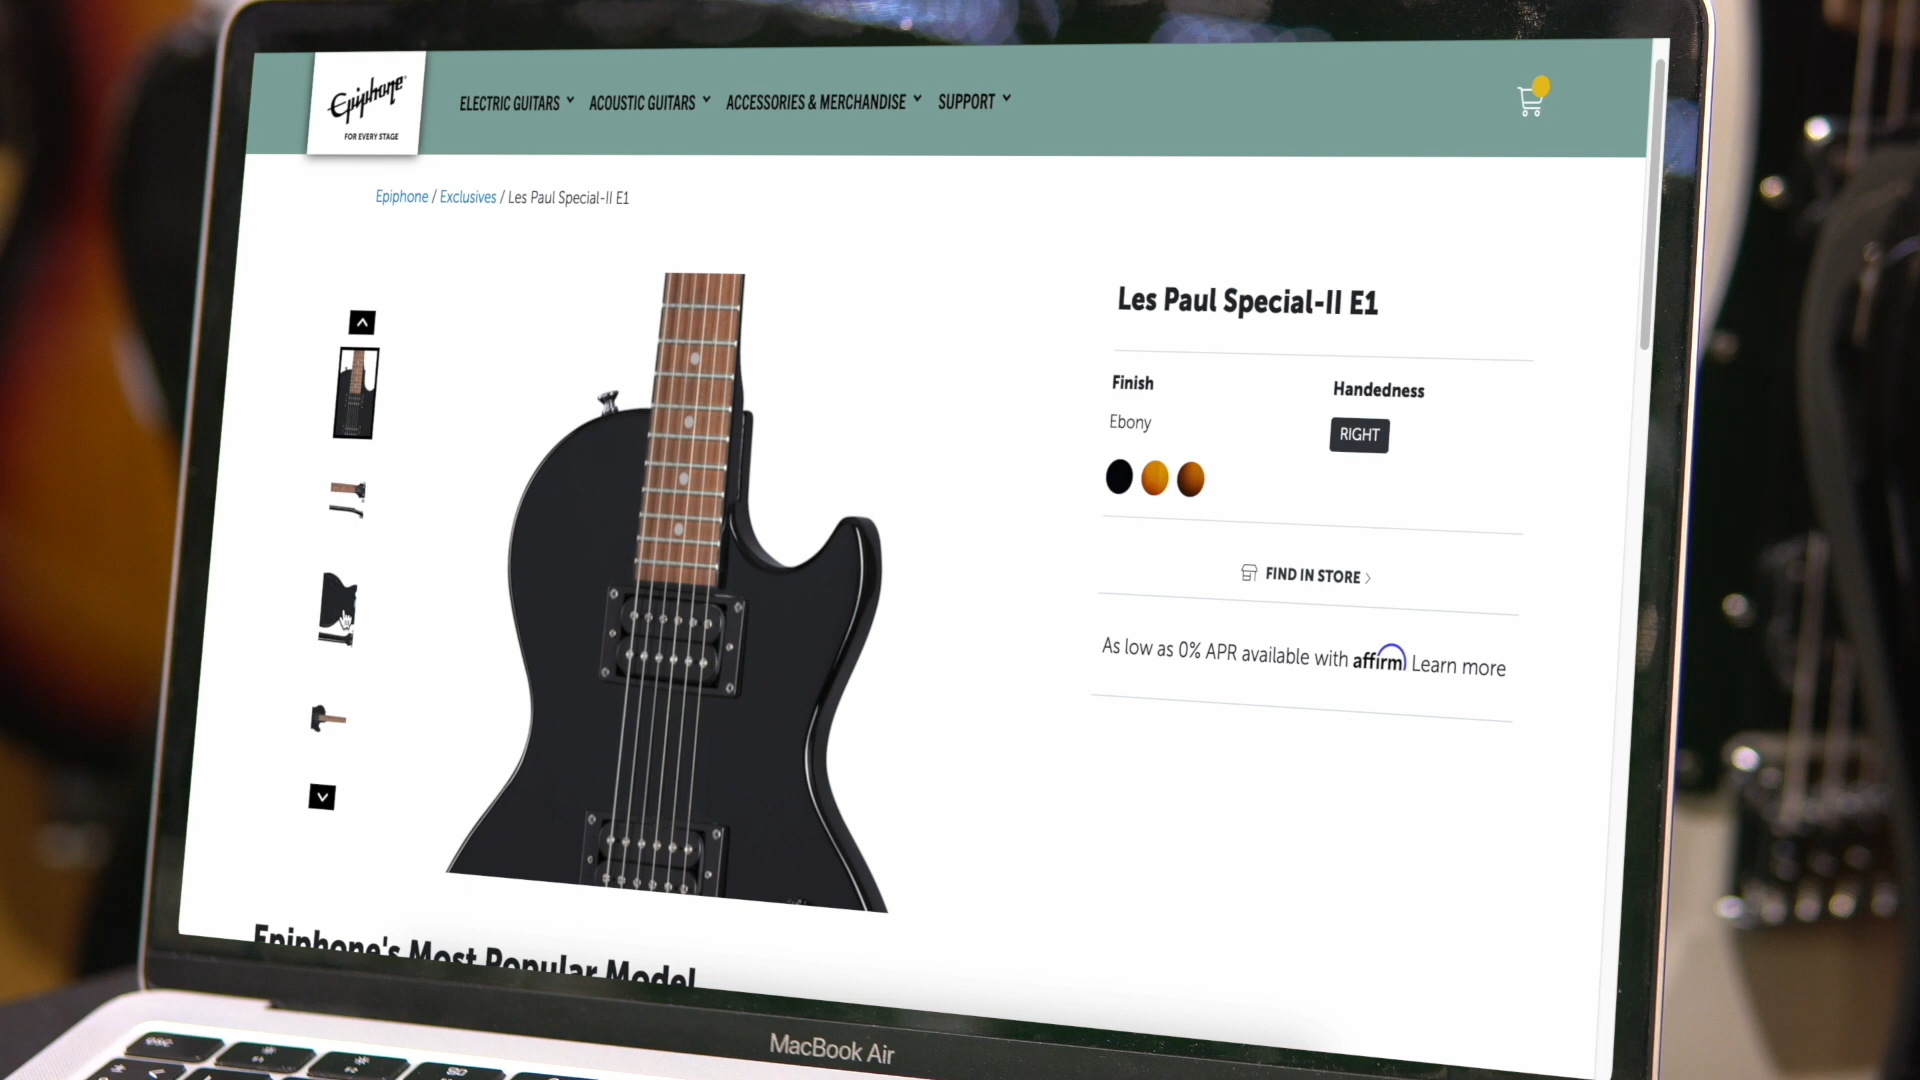 Epiphone
FOR EVERY STAGE
ELECTRIC GUITARS
ACOUSTIC GUITARS
ACCESSORIES & MERCHANDISE
SUPPORT
Epiphone / Exclusives / Les Paul Special-II E1
Les Paul Special-II E1
Finish
Handedness
Ebony
RIGHT
FIND IN STORE
As low as 0% APR available with affirm Learn more
Epiphone's Most Popular Model
MacBook Air
esc